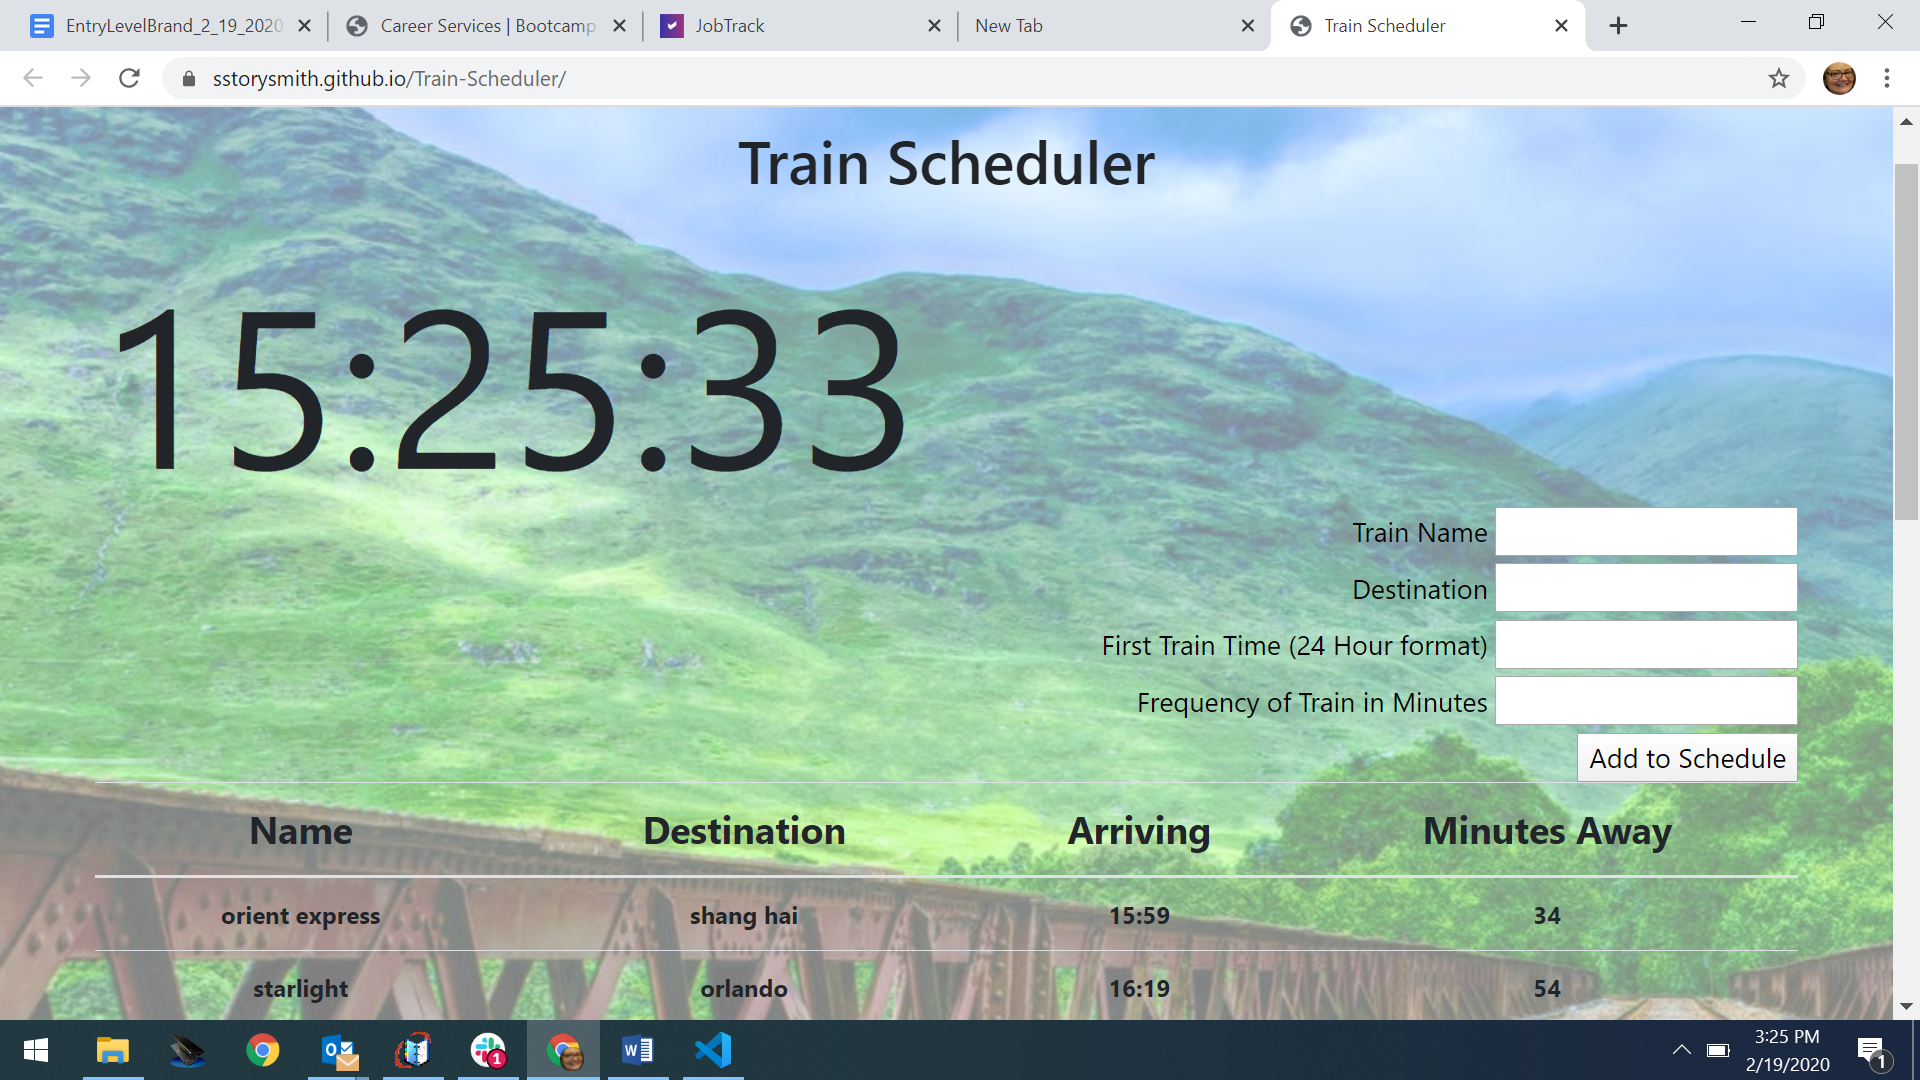 EntryLevelBrand_2_19_2020
Career Services | Bootcamp
JobTrack
New Tab
Train Scheduler
sstorysmith.github.io/Train-Scheduler/
Train Scheduler
15:25:33
Train Name
Destination
First Train Time (24 Hour format)
Frequency of Train in Minutes
Add to Schedule
Name Destination Arriving Minutes Away
orient express shang hai 15:59 34
starlight orlando 16:19 54
3:25 PM
2/19/2020
1
1